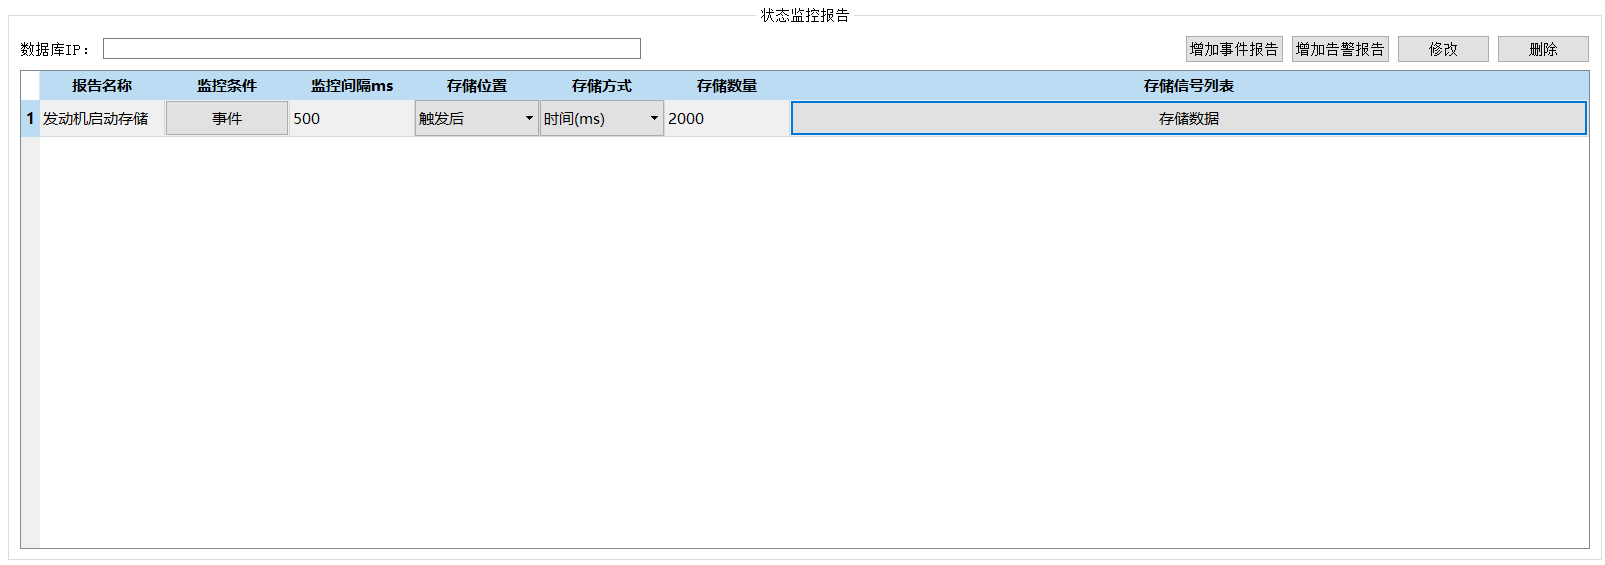 状态监控报告
数据库IP： 增加事件报告 增加告警报告 修改 删除
报告名称 监控条件 监控间隔ms 存储位置 存储方式 存储数量 存储信号列表
1 发动机启动存储 事件 500 触发后 时间(ms) 2000 存储数据